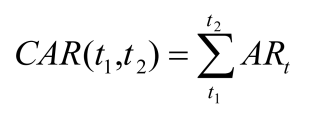 $CAR(t_1,t_2) = \sum_{t_1}^{t_2} AR_t$